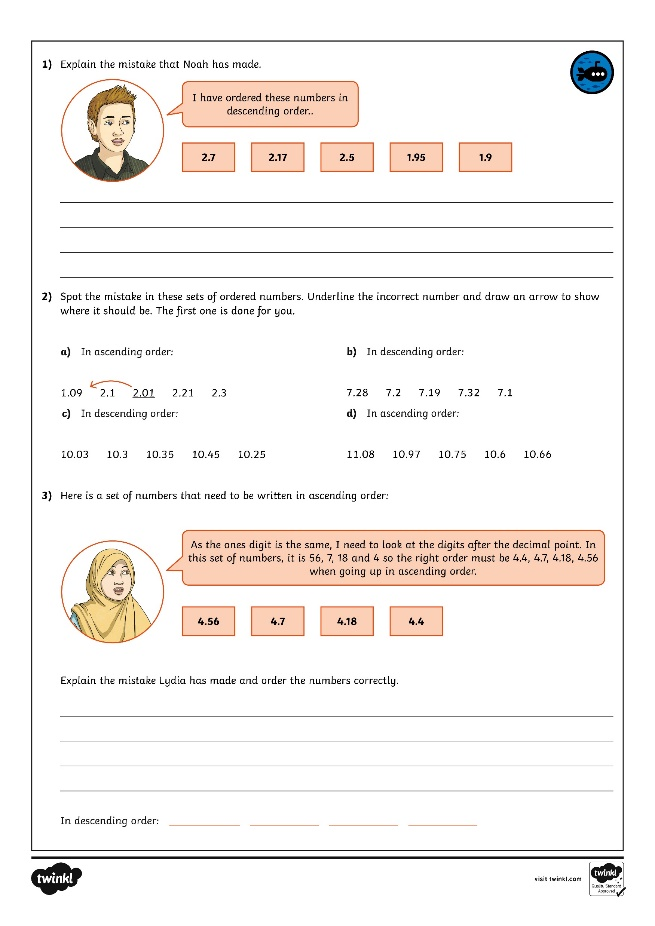 1) Explain the mistake that Noah has made.
I have ordered these numbers in
descending order..
2.7 2.17 2.5 1.95 1.9
2) Spot the mistake in these sets of ordered numbers. Underline the incorrect number and draw an arrow to show
where it should be. The first one is done for you.
a) In ascending order:
b) In descending order:
1.09 2.1 2.01 2.21 2.3
7.28 7.2 7.19 7.32 7.1
c) In descending order:
d) In ascending order:
10.03 10.3 10.35 10.45 10.25
11.08 10.97 10.75 10.6 10.66
3) Here is a set of numbers that need to be written in ascending order:
As the ones digit is the same, I need to look at the digits after the decimal point. In
this set of numbers, it is 56, 7, 18 and 4 so the right order must be 4.4, 4.7, 4.18, 4.56
when going up in ascending order.
4.56 4.7 4.18 4.4
Explain the mistake Lydia has made and order the numbers correctly.
In descending order:
twinkl
visit twinkl.com
twinkl
Quality Standard
Approved